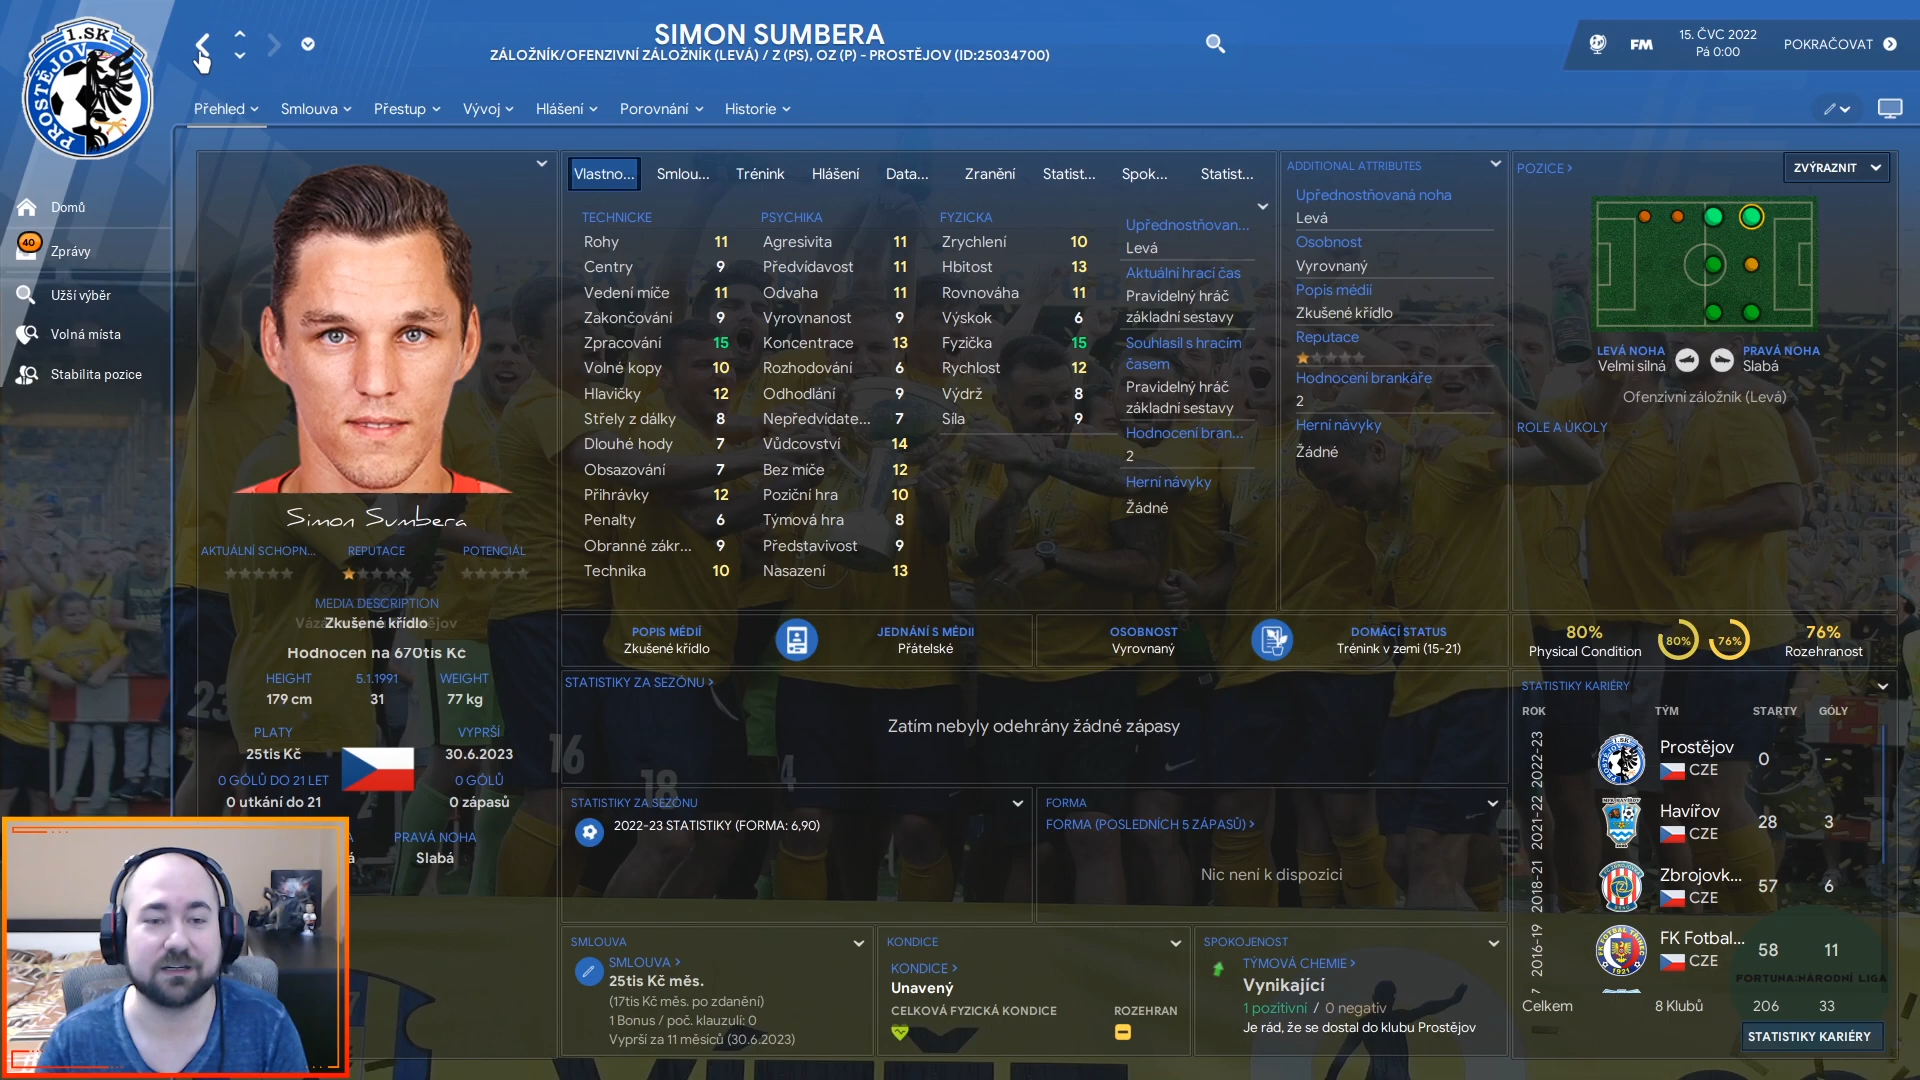 SIMON SUMBERA
ZÁLOŽNÍK/OFENZIVNÍ ZÁLOŽNÍK (LEVÁ) / Z (PS), OZ (P) - PROSTĚJOV (ID:25034700)
15. ČVC 2022
Pá 0:00
FM
POKRAČOVAT
1.SK
PROSTĚJOV
Přehled
Smlouva
Přestup
Vývoj
Hlášení
Porovnání
Historie
Domů
40
Zprávy
Užší výběr
Volná místa
Stabilita pozice
Simon Sumbera
AKTUÁLNÍ SCHOPN...
REPUTACE
POTENCIÁL
MEDIA DESCRIPTION
Zkušené křídlo
Hodnocen na 670tis Kč
HEIGHT
5.1.1991
WEIGHT
179 cm
31
77 kg
PLATY
VYPRŠÍ
25tis Kč
30.6.2023
0 GÓLŮ DO 21 LET
0 GÓLŮ
0 utkání do 21
0 zápasů
PRAVÁ NOHA
Slabá
Vlastno...
Smlou...
Trénink
Hlášení
Data...
Zranění
Statist...
Spok...
Statist...
TECHNICKÉ
Rohy 11
Centry 9
Vedení míče 11
Zakončování 9
Zpracování 15
Volné kopy 10
Hlavičky 12
Střely z dálky 8
Dlouhé hody 7
Obsazování 7
Přihrávky 12
Penalty 6
Obranné zákr... 9
Technika 10
PSYCHIKA
Agresivita 11
Předvídavost 11
Odvaha 11
Vyrovnanost 9
Koncentrace 13
Rozhodování 6
Odhodlání 9
Nepředvídate... 7
Vůdcovství 14
Bez míče 12
Poziční hra 10
Týmová hra 8
Představivost 9
Nasazení 13
FYZICKÁ
Zrychlení 10
Hbitost 13
Rovnováha 11
Výskok 6
Fyzička 15
Rychlost 12
Výdrž 8
Síla 9
Upřednostňovan...
Levá
Aktuální hrací čas
Pravidelný hráč
základní sestavy
Souhlasil s hracím
časem
Pravidelný hráč
základní sestavy
Hodnocení bran...
2
Herní návyky
Žádné
ADDITIONAL ATTRIBUTES
Upřednostňovaná noha
Levá
Osobnost
Vyrovnaný
Popis médií
Zkušené křídlo
Reputace
Hodnocení brankáře
2
Herní návyky
Žádné
POZICE
ZVÝRAZNIT
LEVÁ NOHA
Velmi silná
PRAVÁ NOHA
Slabá
Ofenzivní záložník (Levá)
ROLE A ÚKOLY
POPIS MÉDIÍ
Zkušené křídlo
JEDNÁNÍ S MÉDII
Přátelské
OSOBNOST
Vyrovnaný
DOMÁCÍ STATUS
Trénink v zemi (15-21)
80%
Physical Condition
80%
76%
76%
Rozehranost
STATISTIKY ZA SEZÓNU
Zatím nebyly odehrány žádné zápasy
STATISTIKY ZA SEZÓNU
2022-23 STATISTIKY (FORMA: 6,90)
FORMA
FORMA (POSLEDNÍCH 5 ZÁPASŮ)
Nic není k dispozici
SMLOUVA
SMLOUVA
25tis Kč měs.
(17tis Kč měs. po zdanění)
1 Bonus / poč. klauzulí: 0
Vyprší za 11 měsíců (30.6.2023)
KONDICE
KONDICE
Unavený
CELKOVÁ FYZICKÁ KONDICE
ROZEHRAN
SPOKOJENOST
TÝMOVÁ CHEMIE
Vynikající
1 pozitivní / 0 negativ
Je rád, že se dostal do klubu Prostějov
STATISTIKY KARIÉRY
ROK TÝM STARTY GÓLY
2022-23 Prostějov CZE 0 -
2021-22 Havířov CZE 28 3
2018-21 Zbrojovk... CZE 57 6
2016-19 FK Fotbal... CZE 58 11
FORTUNA:NÁRODNÍ LIGA
Celkem 8 Klubů 206 33
STATISTIKY KARIÉRY